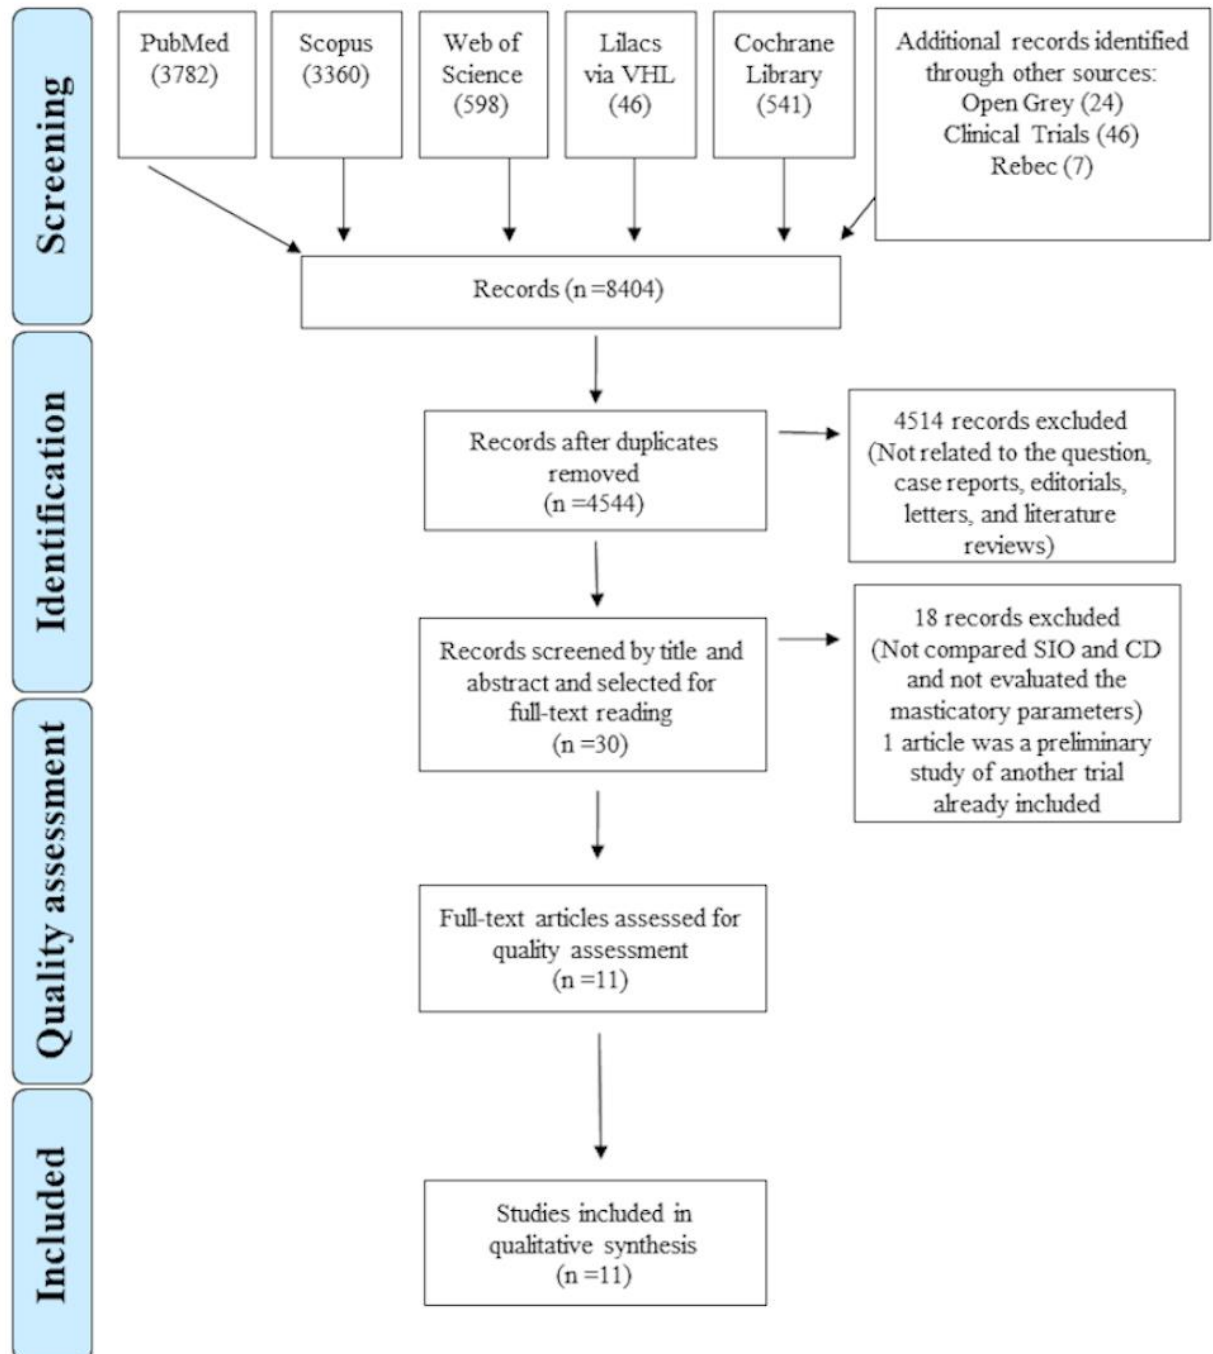 Screening
PubMed
(3782)
Scopus
(3360)
Web of
Science
(598)
Lilacs
via VHL
(46)
Cochrane
Library
(541)
Additional records identified
through other sources:
Open Grey (24)
Clinical Trials (46)
Rebec (7)
Records (n =8404)
Identification
Records after duplicates
removed
(n =4544)
4514 records excluded
(Not related to the question,
case reports, editorials,
letters, and literature
reviews)
Records screened by title and
abstract and selected for
full-text reading
(n =30)
18 records excluded
(Not compared SIO and CD
and not evaluated the
masticatory parameters)
1 article was a preliminary
study of another trial
already included
Quality assessment
Full-text articles assessed for
quality assessment
(n =11)
Included
Studies included in
qualitative synthesis
(n =11)